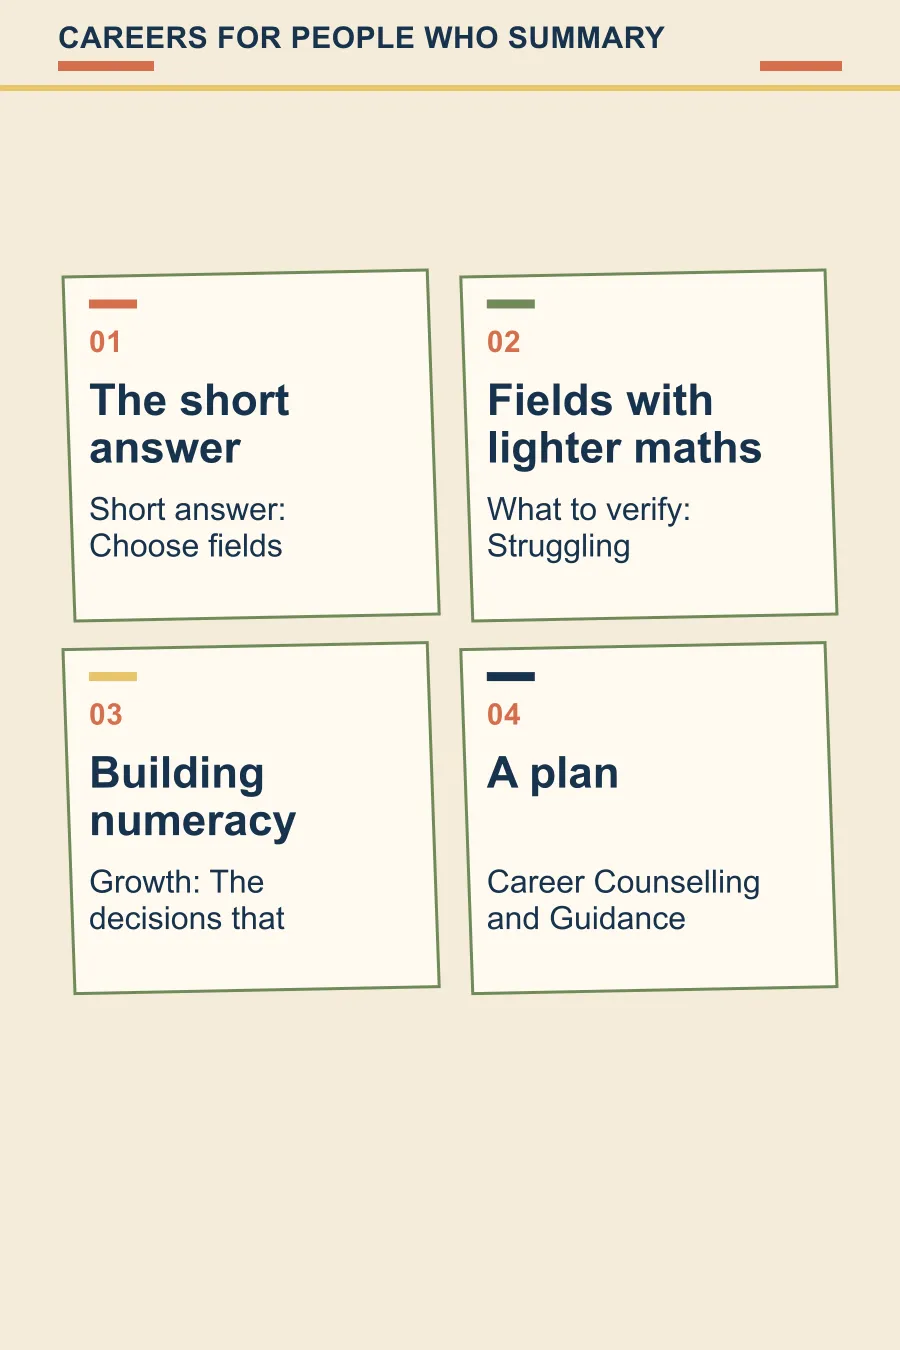 CAREERS FOR PEOPLE WHO SUMMARY
01
The short
answer
Short answer:
Choose fields
02
Fields with
lighter maths
What to verify:
Struggling
03
Building
numeracy
Growth: The
decisions that
04
A plan
Career Counselling
and Guidance